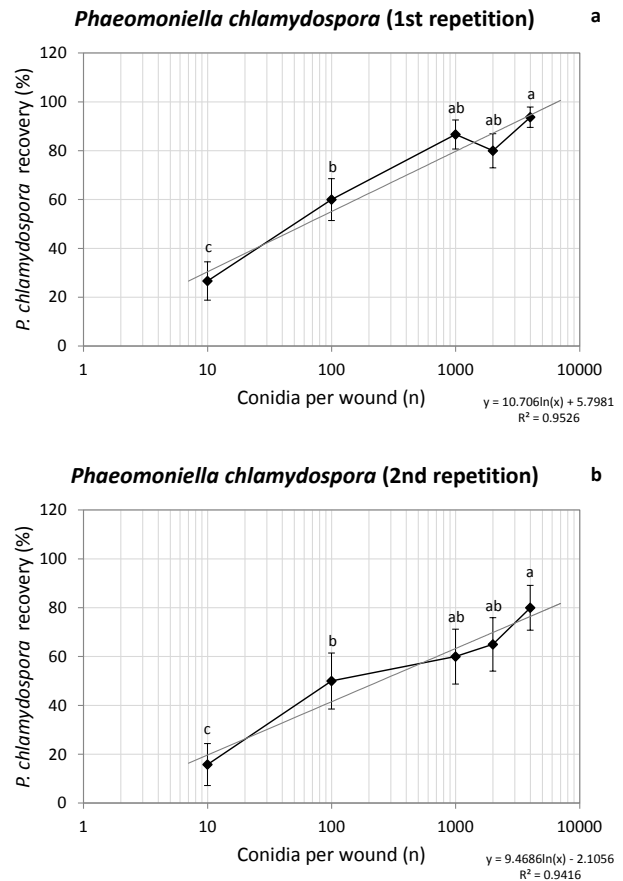 Phaeomoniella chlamydospora (1st repetition) a
120
100
80
60
40
20
0
P. chlamydospora recovery (%)
c
b
ab
ab
a
1 10 100 1000 10000
Conidia per wound (n)
y = 10.706ln(x) + 5.7981
R² = 0.9526
Phaeomoniella chlamydospora (2nd repetition) b
120
100
80
60
40
20
0
P. chlamydospora recovery (%)
c
b
ab
ab
a
1 10 100 1000 10000
Conidia per wound (n)
y = 9.4686ln(x) - 2.1056
R² = 0.9416